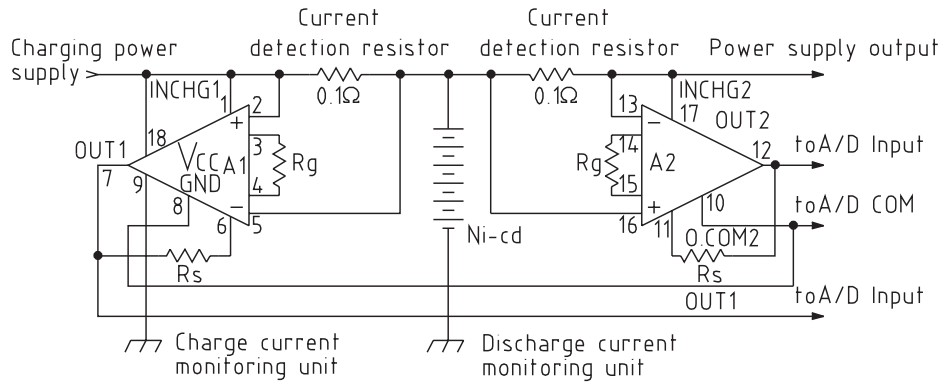 Current
detection resistor
Current
detection resistor
Charging power
supply
Power supply output
INCHG1
0.1Ω
0.1Ω
INCHG2
1
2
13
17
18
+
−
OUT2
OUT1
VCC
A1
3
Rg
Rg
14
A2
12
toA/D Input
7
9
GND
4
15
8
−
+
10
toA/D COM
6
5
16
11
O.COM2
Ni-cd
Rs
Rs
OUT1
toA/D Input
Charge current
monitoring unit
Discharge current
monitoring unit